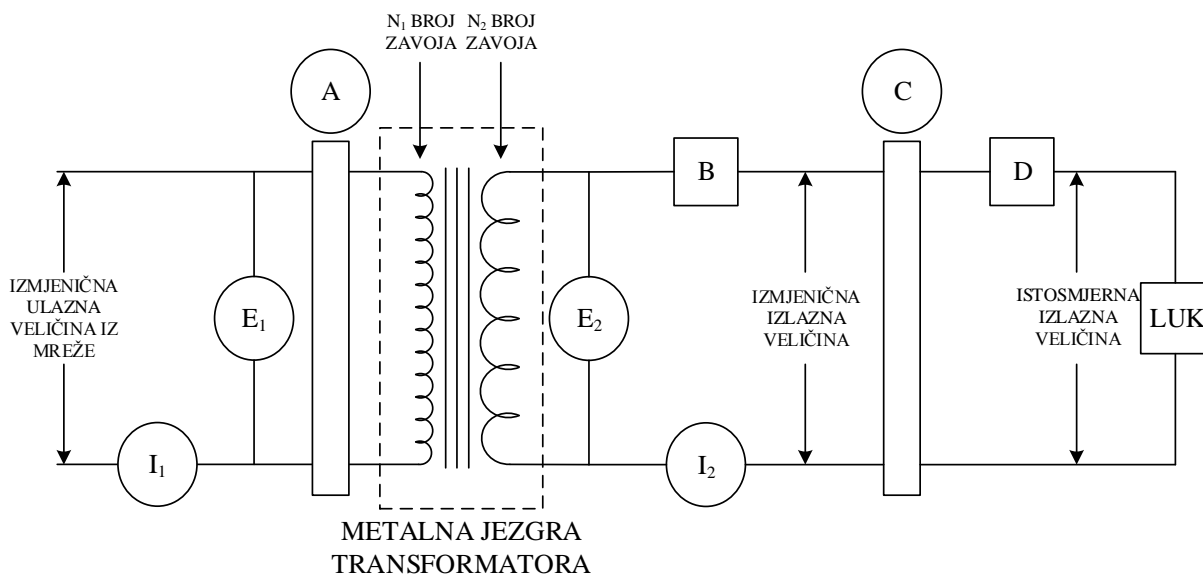 N₁ BROJ
ZAVOJA
N₂ BROJ
ZAVOJA
A
C
B
D
IZMJENIČNA
ULAZNA
VELIČINA IZ
MREŽE
E₁
E₂
IZMJENIČNA
IZLAZNA
VELIČINA
ISTOSMJERNA
IZLAZNA
VELIČINA
LUK
I₁
I₂
METALNA JEZGRA
TRANSFORMATORA